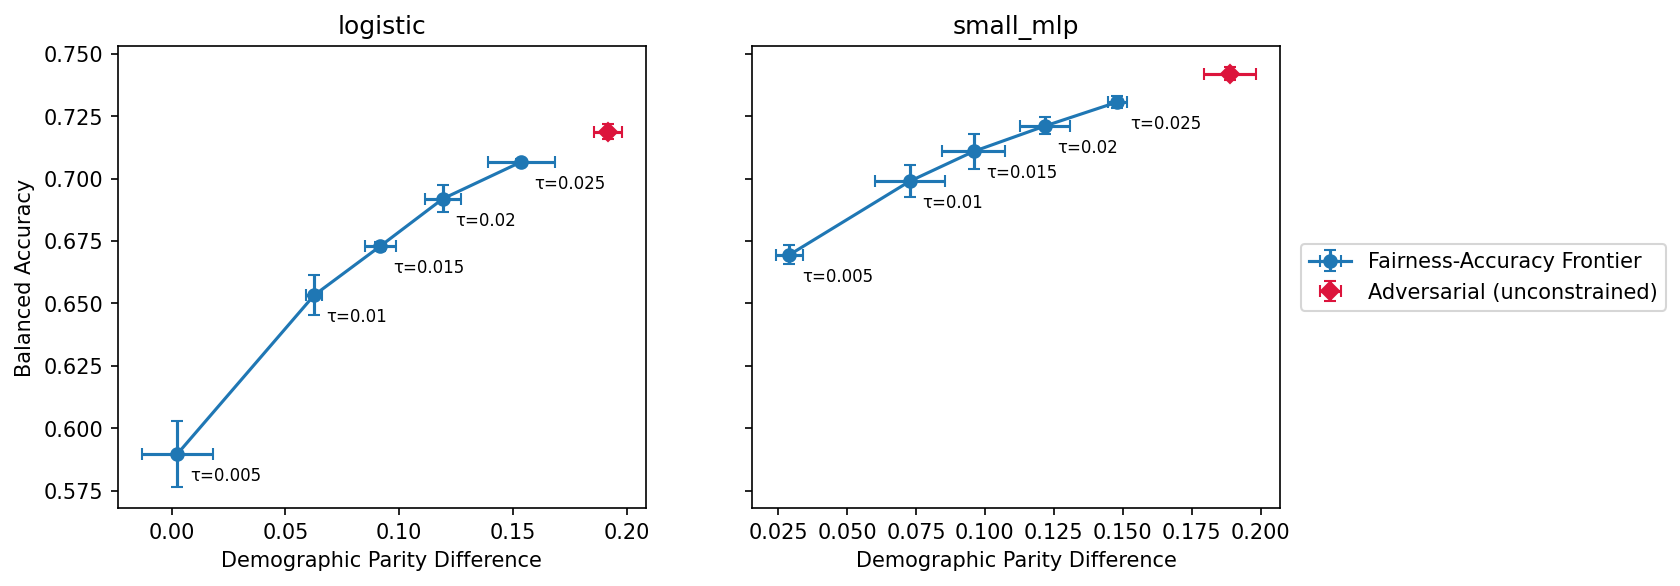 logistic
small_mlp
Balanced Accuracy
0.750
0.725
0.700
0.675
0.650
0.625
0.600
0.575
τ=0.005
τ=0.01
τ=0.015
τ=0.02
τ=0.025
0.00 0.05 0.10 0.15 0.20
Demographic Parity Difference
τ=0.005
τ=0.01
τ=0.015
τ=0.02
τ=0.025
0.025 0.050 0.075 0.100 0.125 0.150 0.175 0.200
Demographic Parity Difference
Fairness-Accuracy Frontier
Adversarial (unconstrained)